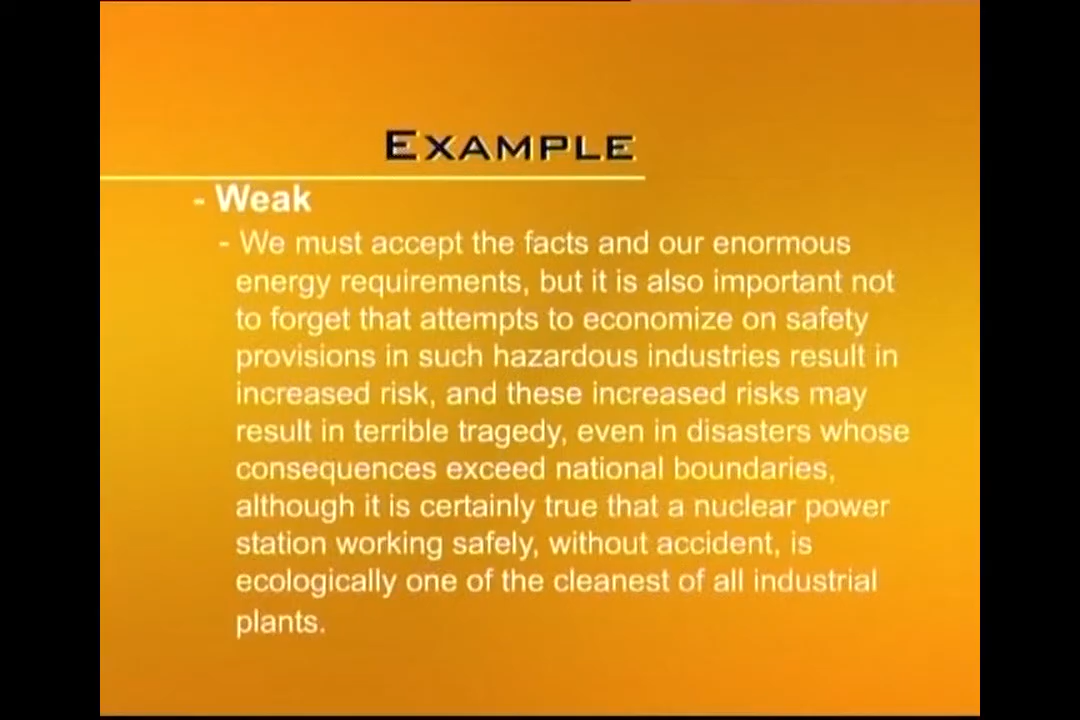 EXAMPLE
- Weak
- We must accept the facts and our enormous
energy requirements, but it is also important not
to forget that attempts to economize on safety
provisions in such hazardous industries result in
increased risk, and these increased risks may
result in terrible tragedy, even in disasters whose
consequences exceed national boundaries,
although it is certainly true that a nuclear power
station working safely, without accident, is
ecologically one of the cleanest of all industrial
plants.